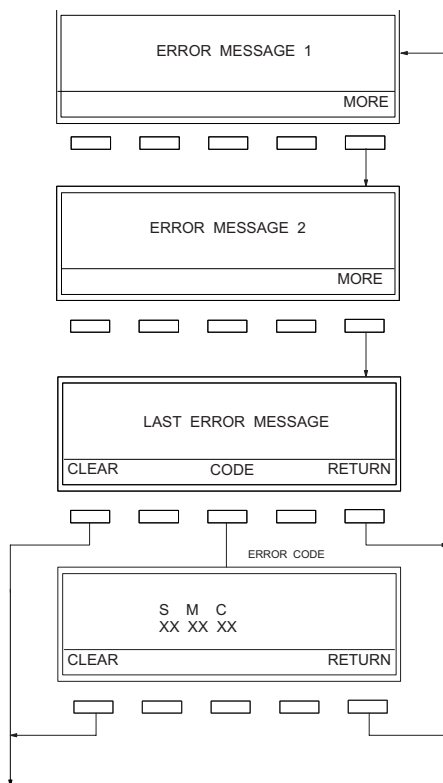 ERROR MESSAGE 1
MORE
ERROR MESSAGE 2
MORE
LAST ERROR MESSAGE
CLEAR CODE RETURN
ERROR CODE
S M C
XX XX XX
CLEAR RETURN